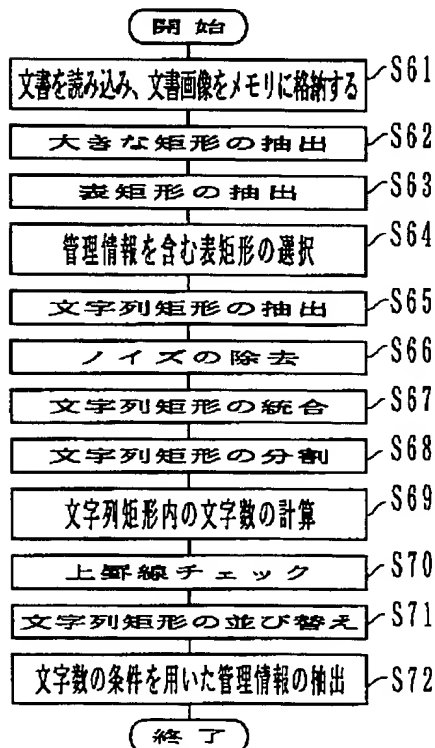 開始
文書を読み込み、文書画像をメモリに格納する S61
大きな矩形の抽出 S62
表矩形の抽出 S63
管理情報を含む表矩形の選択 S64
文字列矩形の抽出 S65
ノイズの除去 S66
文字列矩形の統合 S67
文字列矩形の分割 S68
文字列矩形内の文字数の計算 S69
上罫線チェック S70
文字列矩形の並び替え S71
文字数の条件を用いた管理情報の抽出 S72
終了